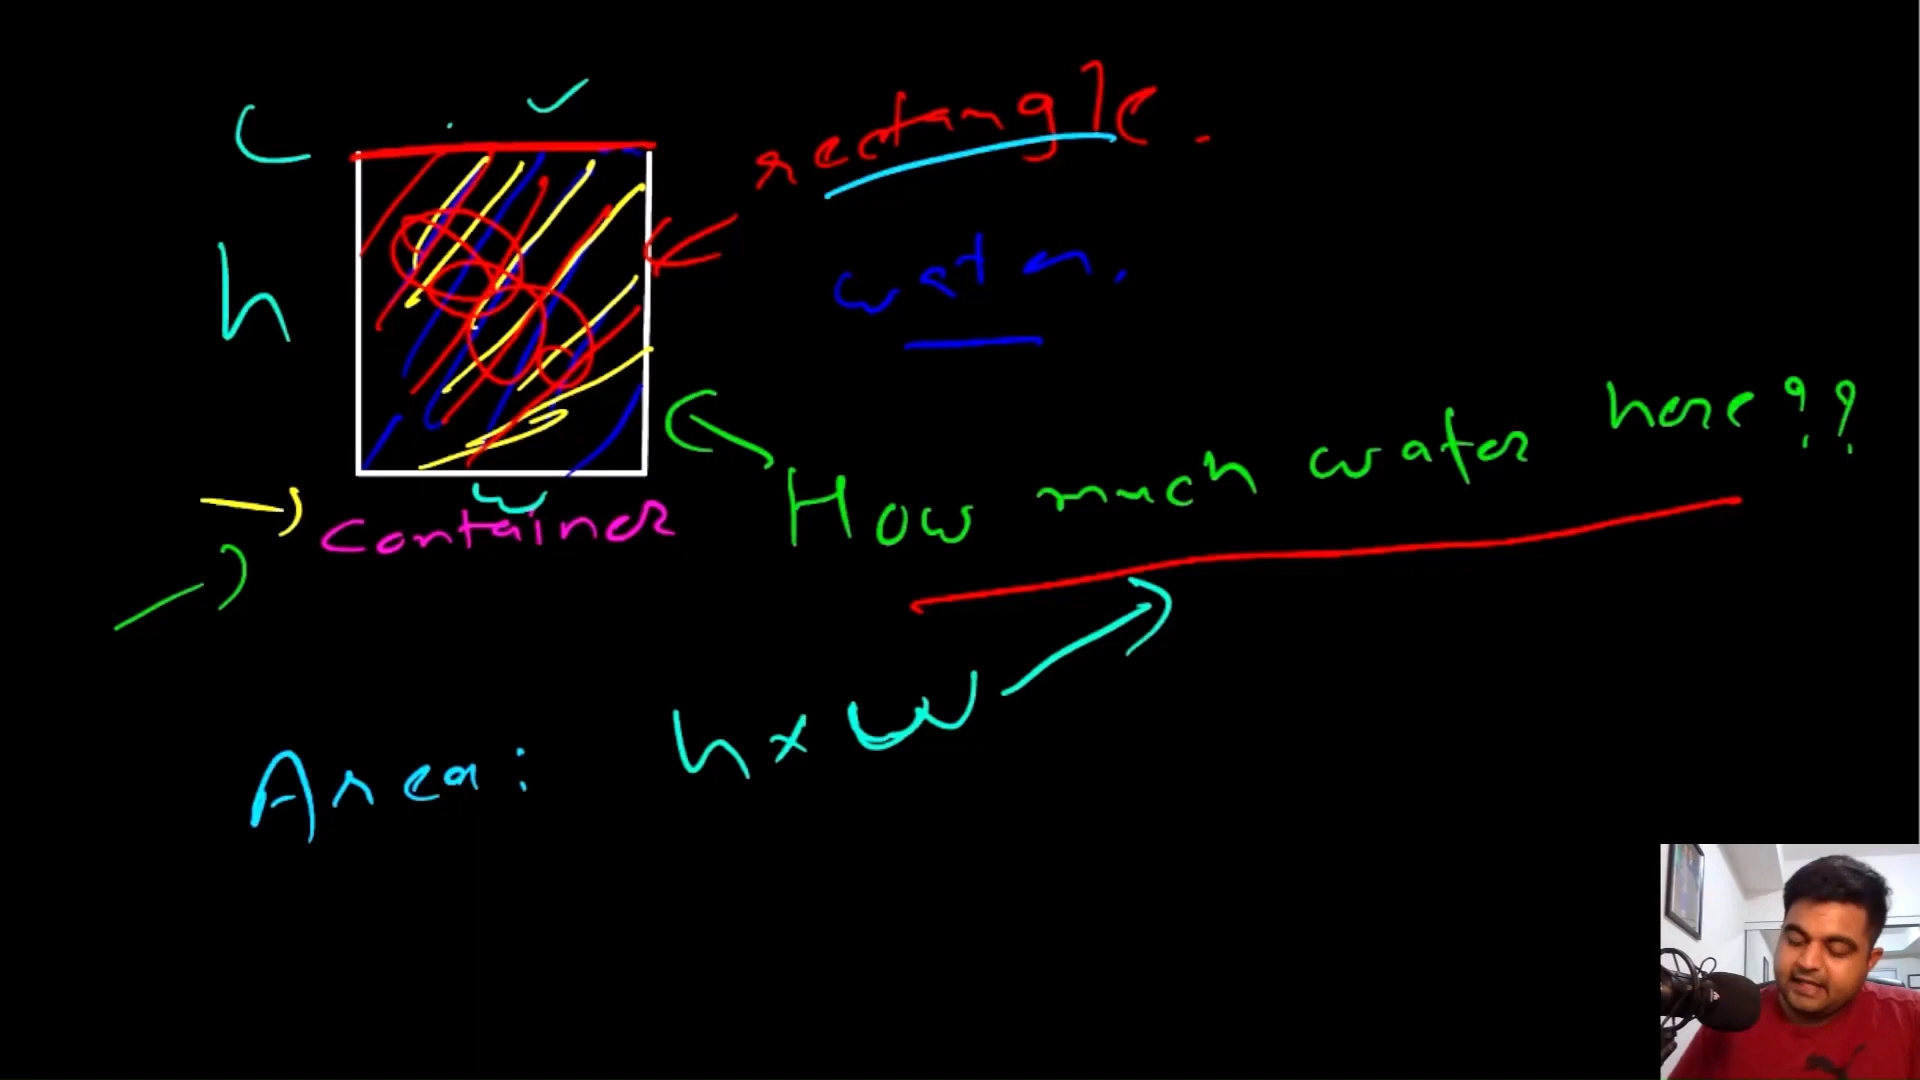 rectangle.
h
water.
How much water here??
w
Container
Area: h x w